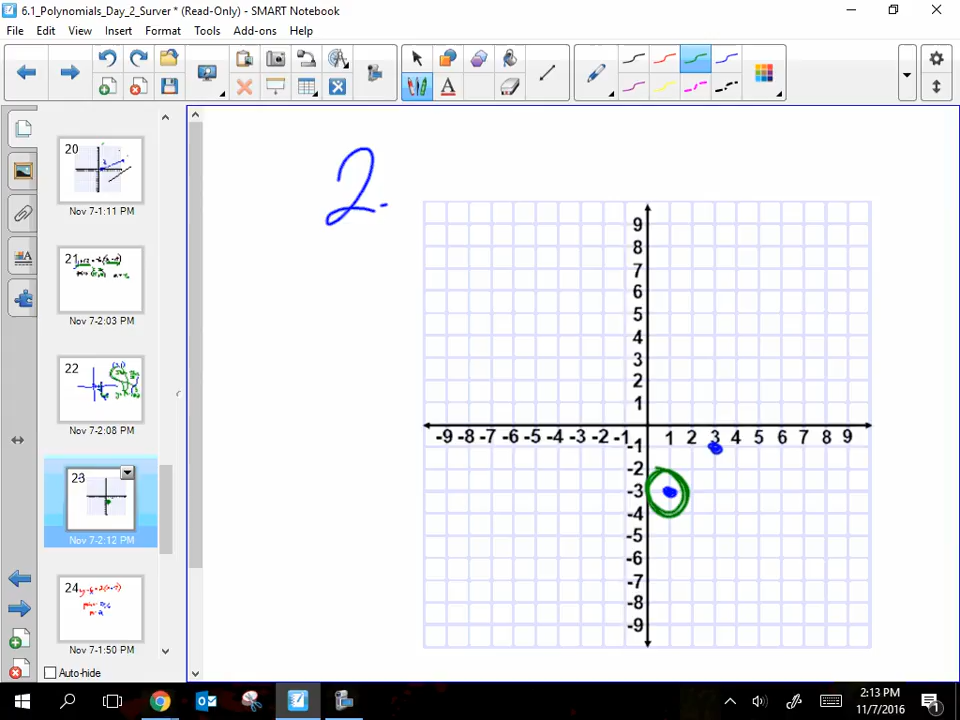 6.1_Polynomials_Day_2_Surver * (Read-Only) - SMART Notebook
File Edit View Insert Format Tools Add-ons Help
20
Nov 7-1:11 PM
21
Nov 7-2:03 PM
22
Nov 7-2:08 PM
23
Nov 7-2:12 PM
24
Nov 7-1:50 PM
Auto-hide
2.
9
8
7
6
5
4
3
2
1
-9 -8 -7 -6 -5 -4 -3 -2 -1 1 2 3 4 5 6 7 8 9
-1
-2
-3
-4
-5
-6
-7
-8
-9
2:13 PM
11/7/2016
1